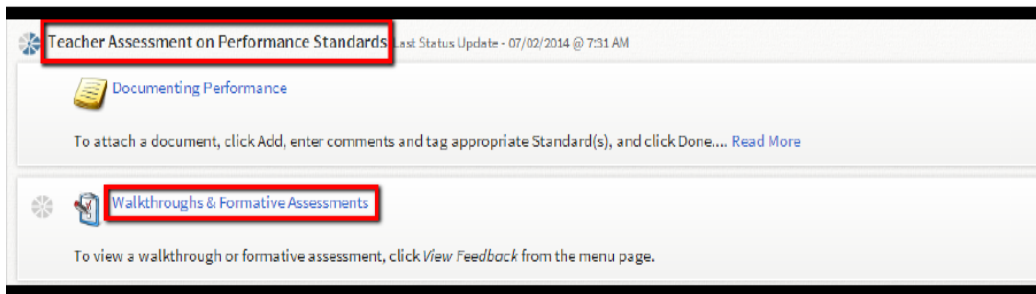 Teacher Assessment on Performance Standards Last Status Update - 07/02/2014 @ 7:31 AM
Documenting Performance
To attach a document, click Add, enter comments and tag appropriate Standard(s), and click Done.... Read More
Walkthroughs & Formative Assessments
To view a walkthrough or formative assessment, click View Feedback from the menu page.